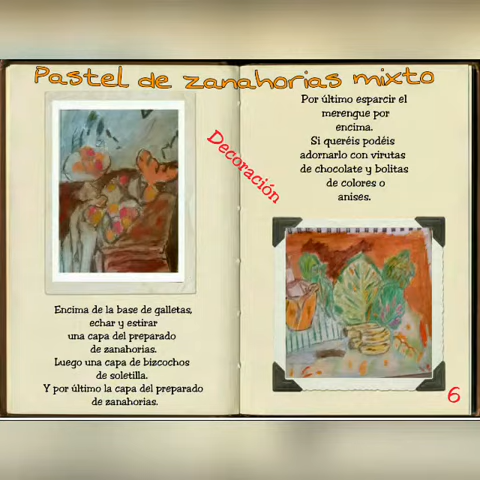 Pastel de zanahorias mixto
Encima de la base de galletas,
echar y estirar
una capa del preparado
de zanahorias.
Luego una capa de bizcochos
de soletilla.
Y por último la capa del preparado
de zanahorias.
Decoración
Por último esparcir el
merengue por
encima.
Si queréis podéis
adornarlo con virutas
de chocolate y bolitas
de colores o
anises.
6